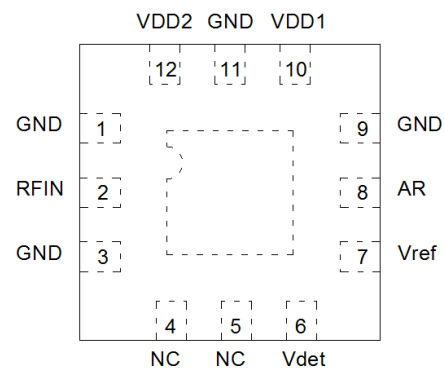 VDD2 GND VDD1
12 11 10
GND 1 9 GND
RFIN 2 8 AR
GND 3 7 Vref
4 5 6
NC NC Vdet